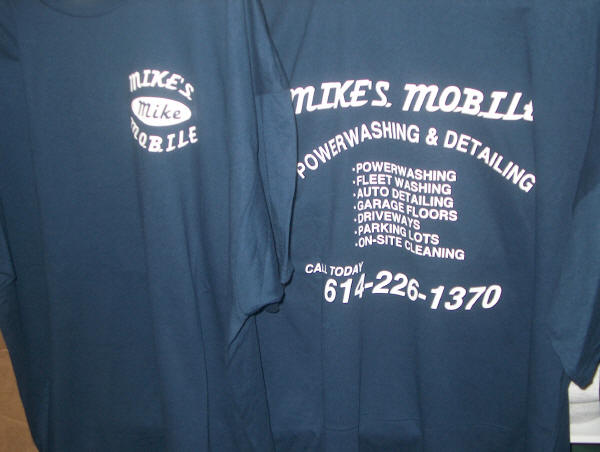 MIKE'S
Mike
MOBILE
MIKE'S MOBILE
POWERWASHING & DETAILING
·POWERWASHING
·FLEET WASHING
·AUTO DETAILING
·GARAGE FLOORS
·DRIVEWAYS
·PARKING LOTS
·ON-SITE CLEANING
CALL TODAY
614-226-1370